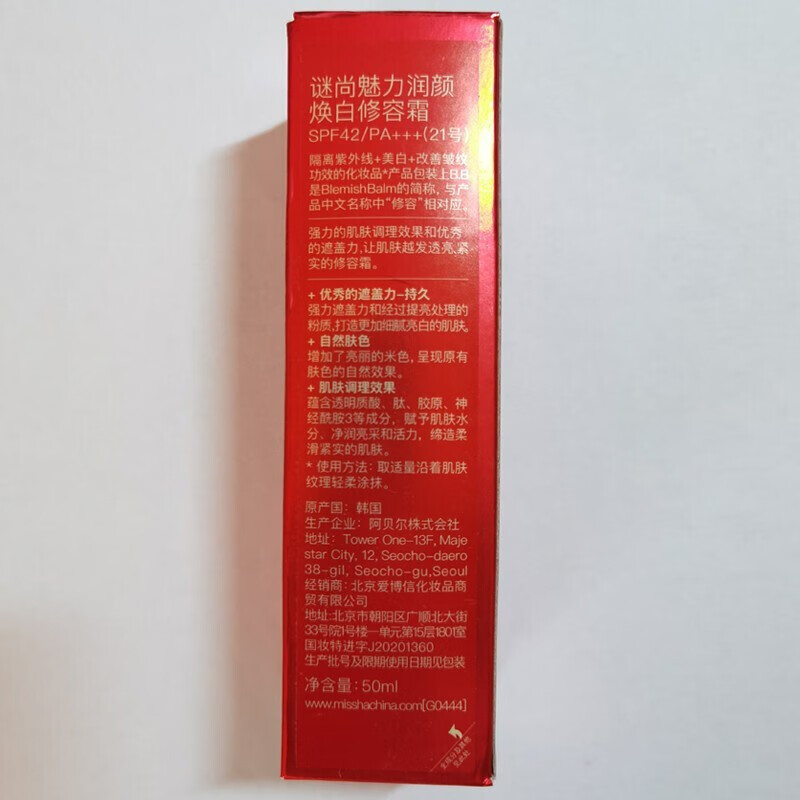 谜尚魅力润颜
焕白修容霜
SPF42/PA+++(21号)
隔离紫外线+美白+改善皱纹
功效的化妆品*产品包装上B.B
是BlemishBalm的简称，与产
品中文名称中“修容”相对应。
强力的肌肤调理效果和优秀
的遮盖力,让肌肤越发透亮,紧
实的修容霜。
+ 优秀的遮盖力-持久
强力遮盖力和经过提亮处理的
粉质,打造更加细腻亮白的肌肤。
+ 自然肤色
增加了亮丽的米色，呈现原有
肤色的自然效果。
+ 肌肤调理效果
蕴含透明质酸、肽、胶原、神
经酰胺3等成分，赋予肌肤水
分、净润亮采和活力，缔造柔
滑紧实的肌肤。
* 使用方法：取适量沿着肌肤
纹理轻柔涂抹。
原产国：韩国
生产企业：阿贝尔株式会社
地址：Tower One-13F, Maje
star City, 12, Seocho-daero
38-gil, Seocho-gu,Seoul
经销商：北京爱博信化妆品商
贸有限公司
地址:北京市朝阳区广顺北大街
33号院1号楼一单元第15层1801室
国妆特进字J20201360
生产批号及限期使用日期见包装
净含量：50ml
www.misshachina.com[G0444]